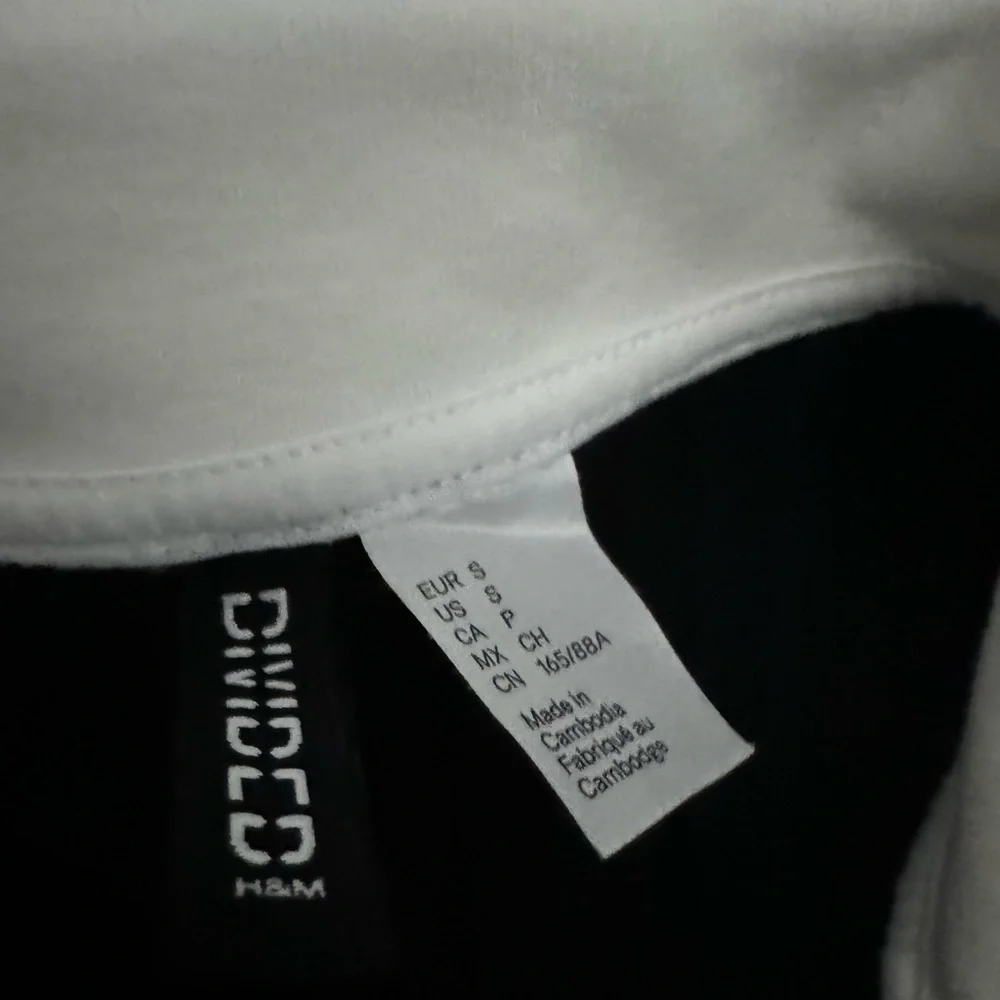 DIVIDED
H&M
EUR S
US S
CA P
MX CH
CN 165/88A
Made in
Cambodia
Fabriqué au
Cambodge